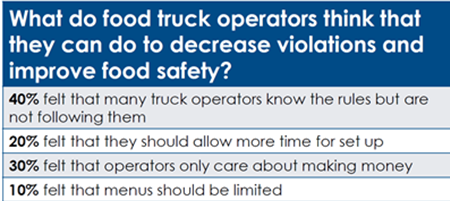 What do food truck operators think that
they can do to decrease violations and
improve food safety?
40% felt that many truck operators know the rules but are
not following them
20% felt that they should allow more time for set up
30% felt that operators only care about making money
10% felt that menus should be limited